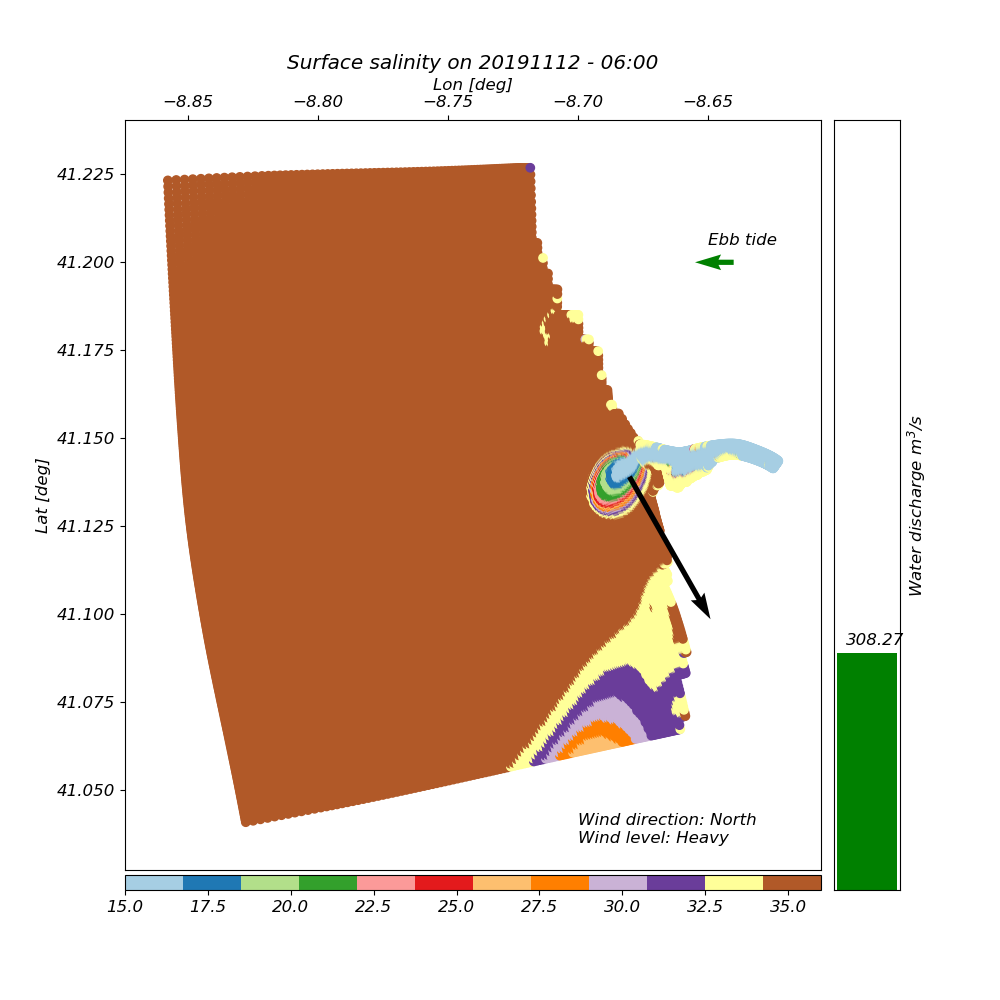 Surface salinity on 20191112 - 06:00
Lon [deg]
−8.85 −8.80 −8.75 −8.70 −8.65
41.225
41.200
41.175
41.150
41.125
41.100
41.075
41.050
Lat [deg]
Ebb tide
Wind direction: North
Wind level: Heavy
15.0 17.5 20.0 22.5 25.0 27.5 30.0 32.5 35.0
308.27
Water discharge m³/s